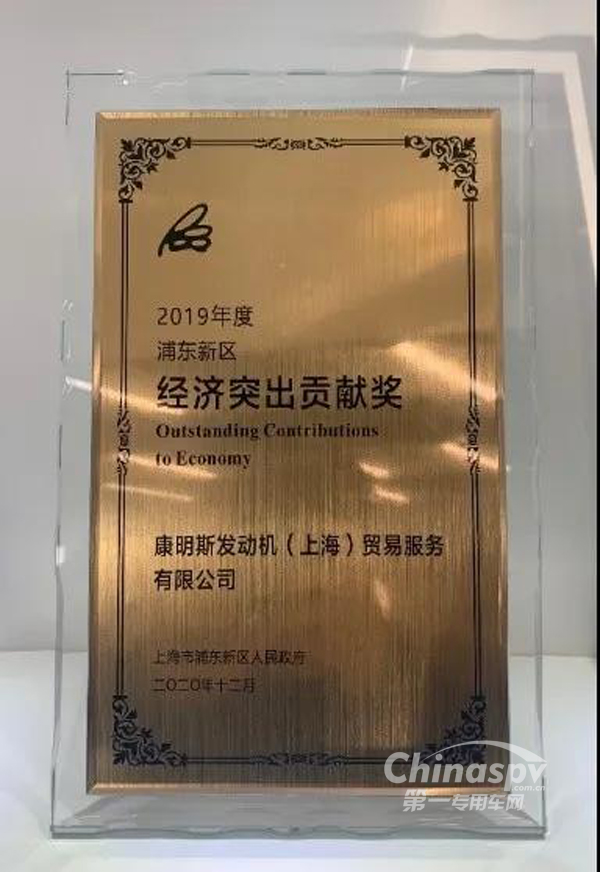 2019年度
浦东新区
经济突出贡献奖
Outstanding Contributions
to Economy
康明斯发动机（上海）贸易服务
有限公司
上海市浦东新区人民政府
二〇二〇年十二月
Chinaspv
.com.cn
第一专用车网